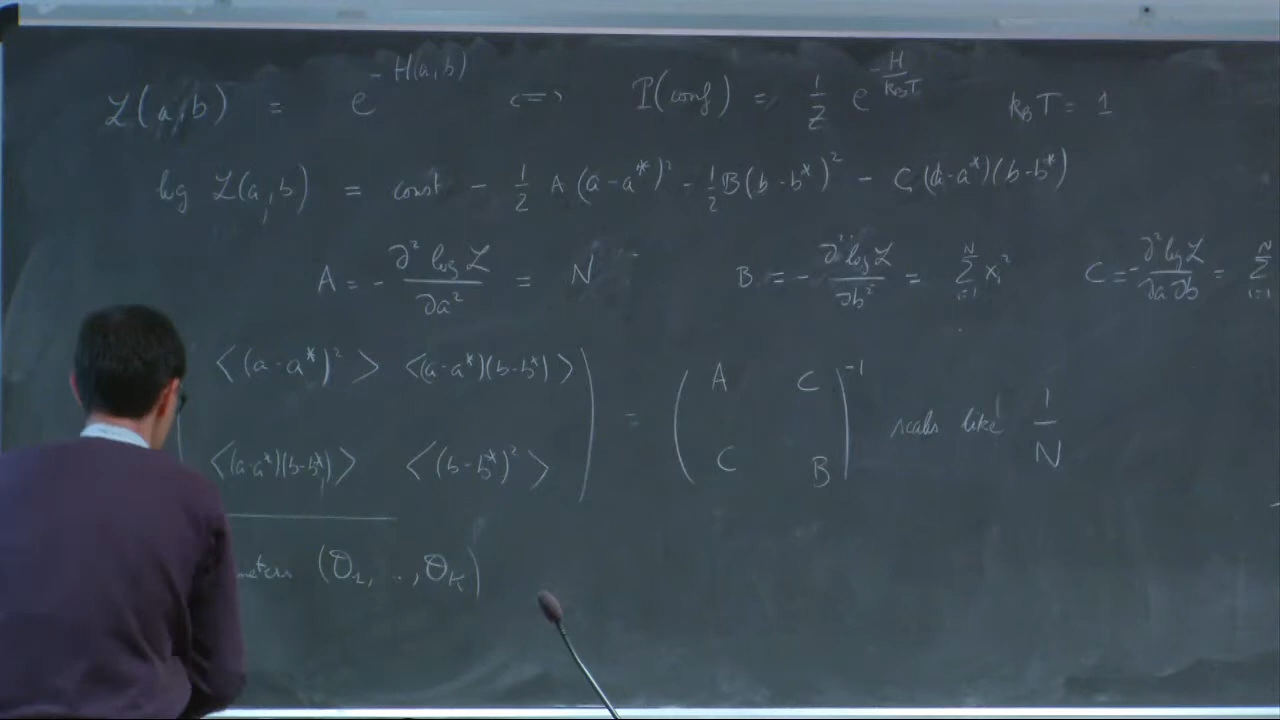 ℒ(a,b) = e^{-H(a,b)} <=> P(conf) = 1/Z e^{-H/k_BT} k_BT = 1
log ℒ(a,b) = const - 1/2 A(a-a*)² - 1/2 B(b-b*)² - C(a-a*)(b-b*)
A = - ∂² log ℒ/∂a² = N B = - ∂² log ℒ/∂b² = Σ_{i=1}^{N} x_i² C = - ∂² log ℒ/∂a∂b = Σ_{i=1}^{N}
⟨(a-a*)²⟩ ⟨(a-a*)(b-b*)⟩ ) = ( A C )^{-1} scales like 1/N
⟨(a-a*)(b-b*)⟩ ⟨(b-b*)²⟩ C B
(Θ_1, .., Θ_K)